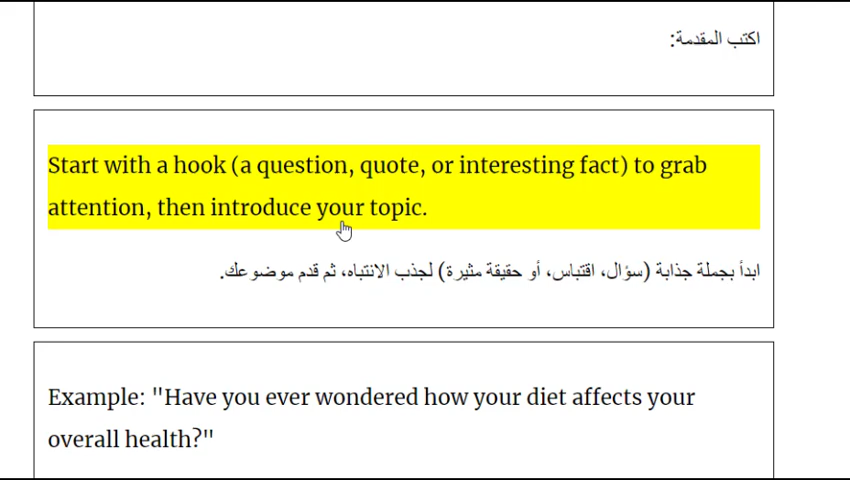 اكتب المقدمة:
Start with a hook (a question, quote, or interesting fact) to grab
attention, then introduce your topic.
ابدأ بجملة جذابة (سؤال، اقتباس، أو حقيقة مثيرة) لجذب الانتباه، ثم قدم موضوعك.
Example: "Have you ever wondered how your diet affects your
overall health?"